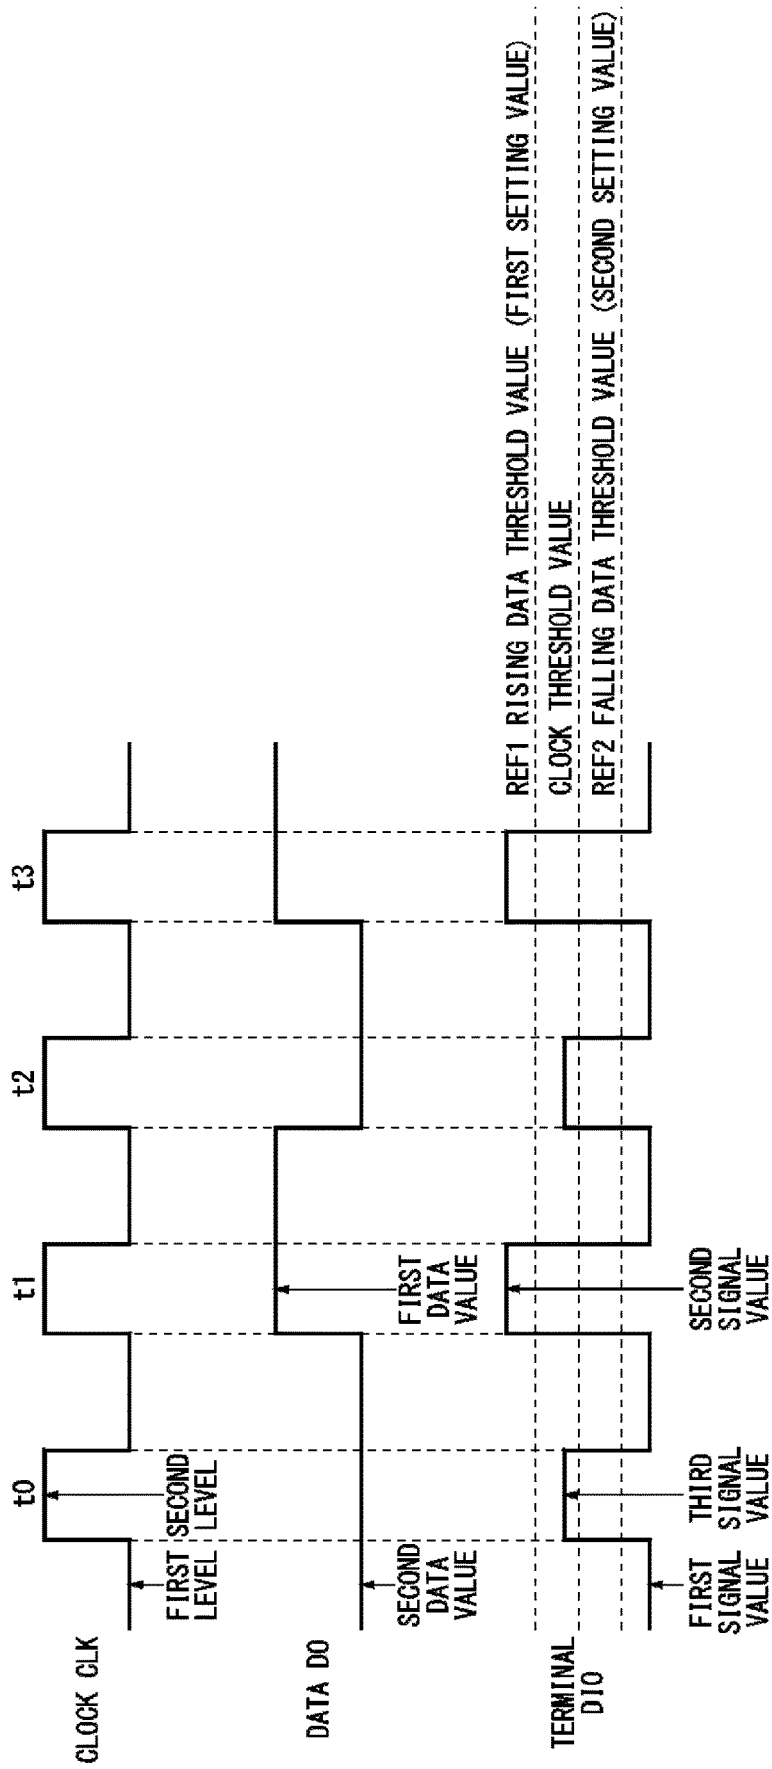 t0
t1
t2
t3
CLOCK CLK
FIRST
LEVEL
SECOND
LEVEL
DATA DO
SECOND
DATA
VALUE
FIRST
DATA
VALUE
REF1 RISING DATA THRESHOLD VALUE (FIRST SETTING VALUE)
CLOCK THRESHOLD VALUE
REF2 FALLING DATA THRESHOLD VALUE (SECOND SETTING VALUE)
TERMINAL
DIO
FIRST
SIGNAL
VALUE
THIRD
SIGNAL
VALUE
SECOND
SIGNAL
VALUE